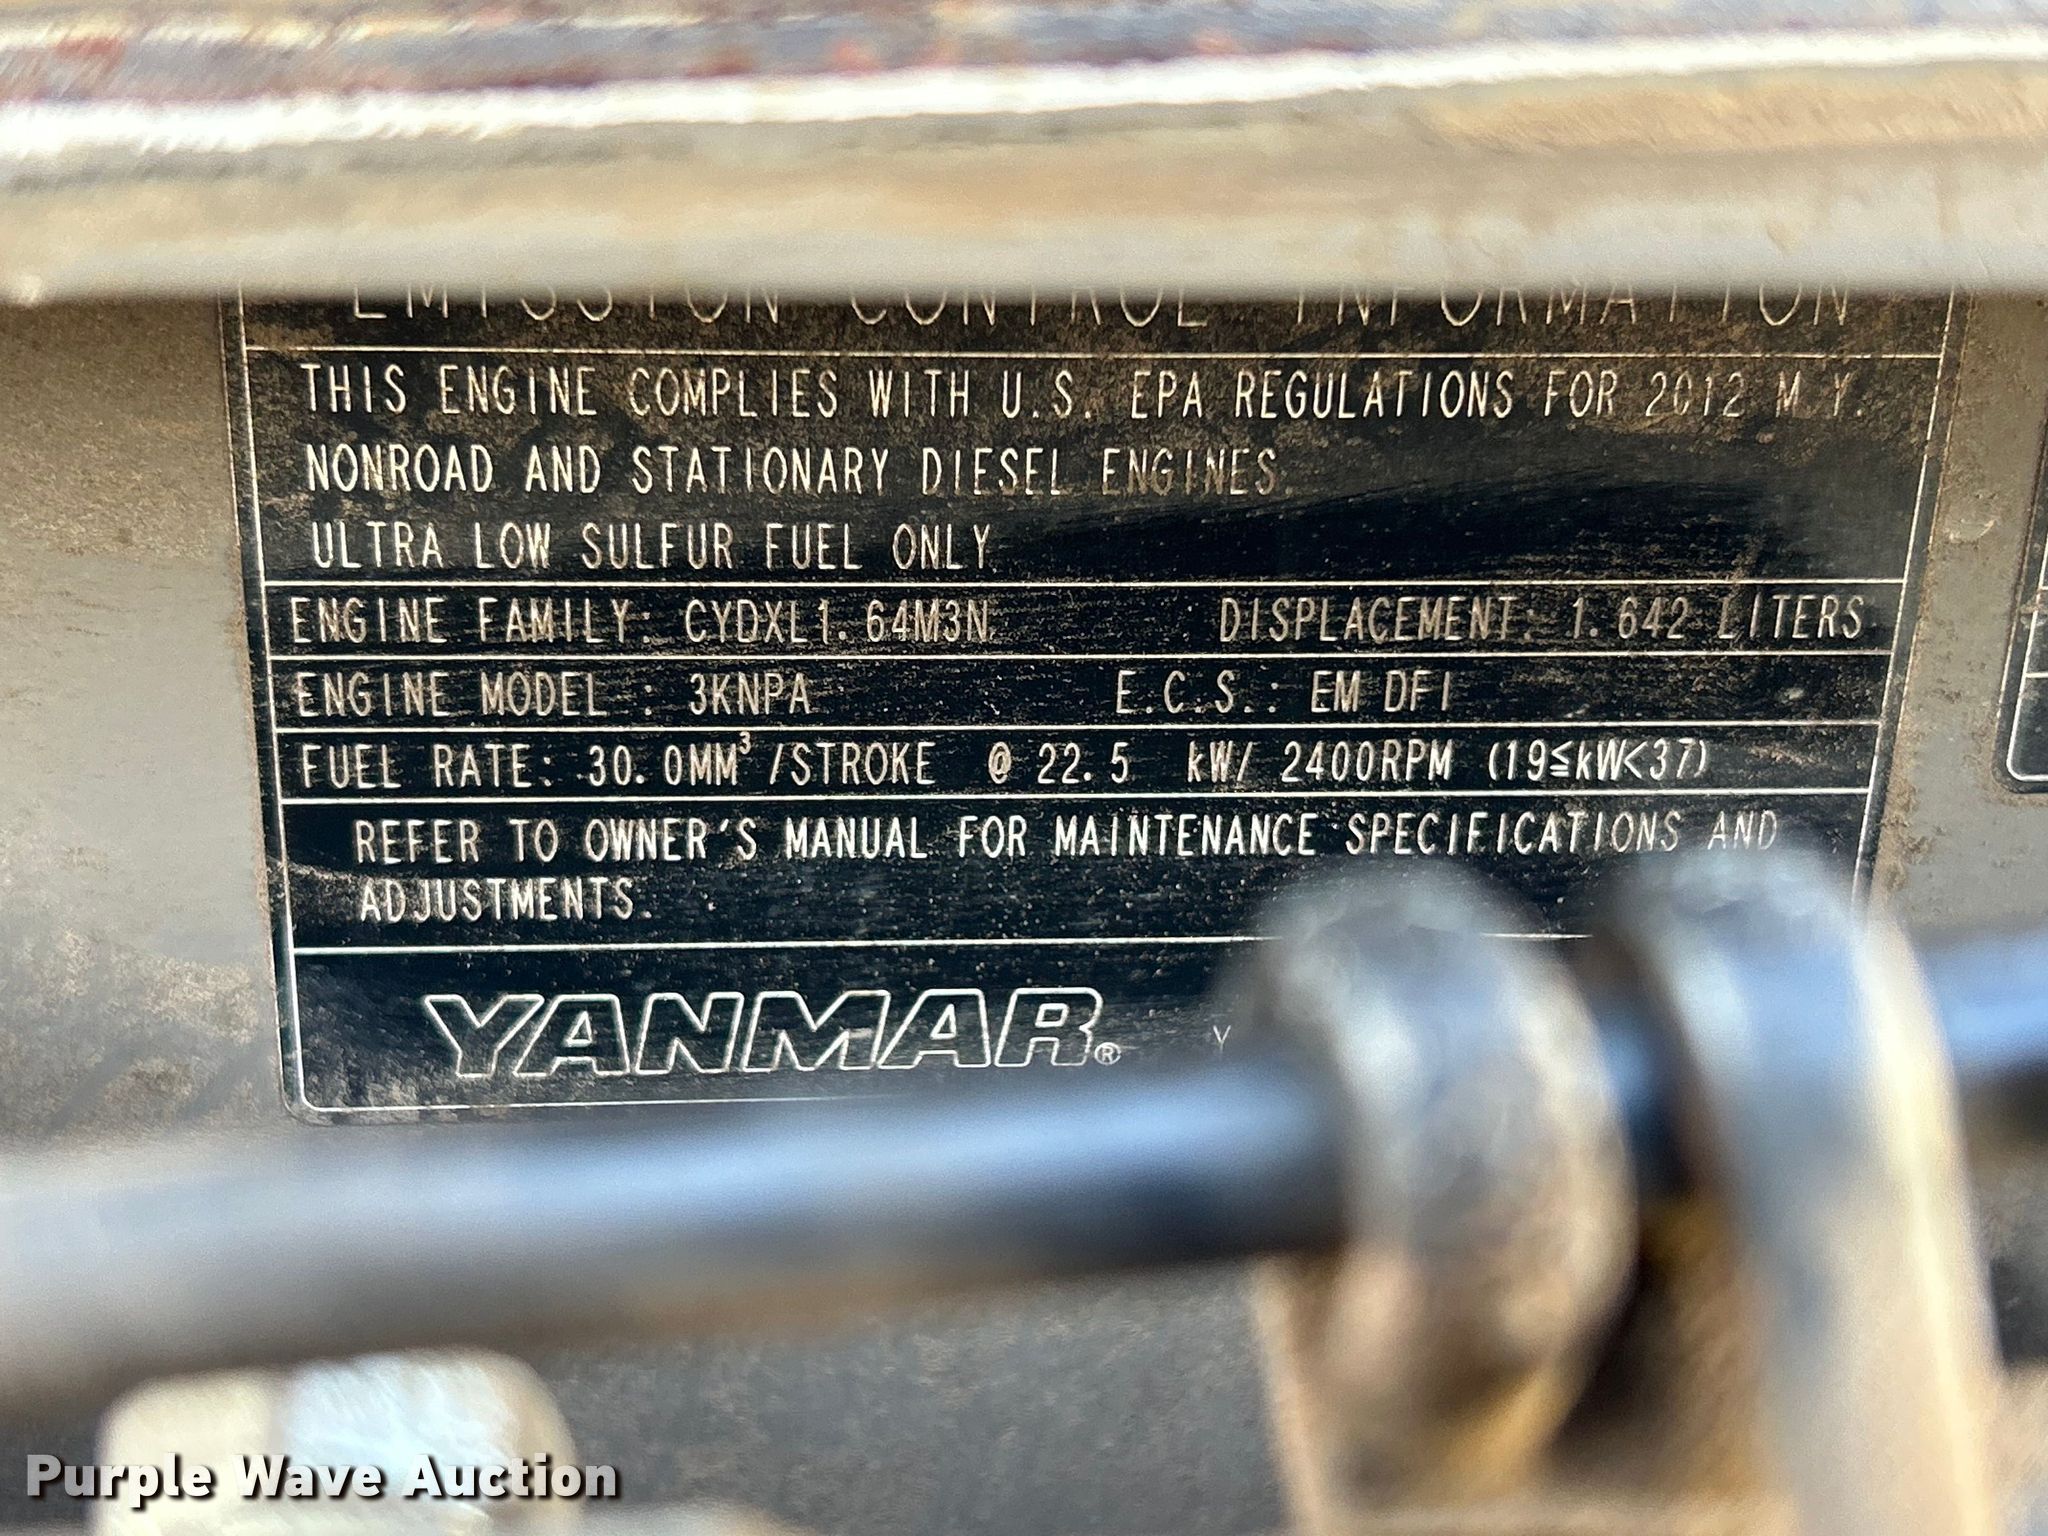 EMISSION CONTROL INFORMATION
THIS ENGINE COMPLIES WITH U.S. EPA REGULATIONS FOR 2012 M.Y.
NONROAD AND STATIONARY DIESEL ENGINES.
ULTRA LOW SULFUR FUEL ONLY
ENGINE FAMILY: CYDXL1.64M3N DISPLACEMENT: 1.642 LITERS
ENGINE MODEL : 3KNPA E.C.S.: EM DFI
FUEL RATE: 30.0MM³/STROKE @ 22.5 kW/ 2400RPM (19≦kW<37)
REFER TO OWNER'S MANUAL FOR MAINTENANCE SPECIFICATIONS AND
ADJUSTMENTS.
YANMAR® Y
Purple Wave Auction